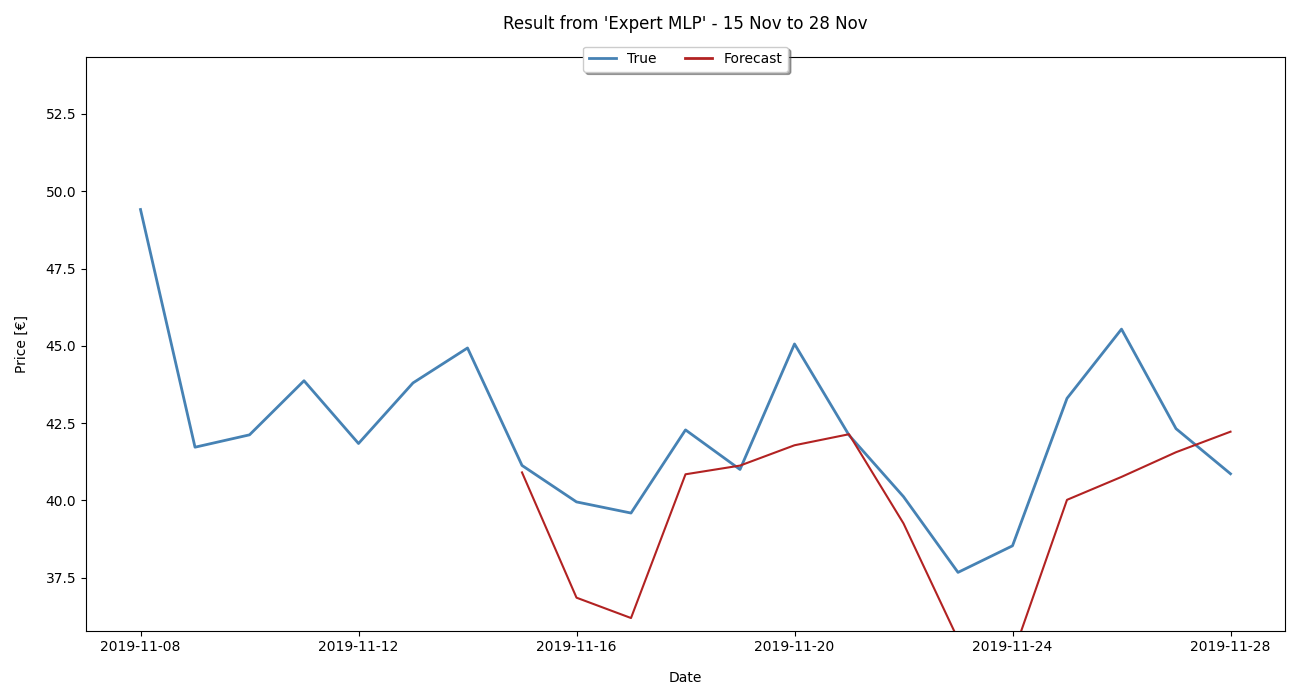 Result from 'Expert MLP' - 15 Nov to 28 Nov
True Forecast
52.5
50.0
47.5
45.0
42.5
40.0
37.5
Price [€]
2019-11-08 2019-11-12 2019-11-16 2019-11-20 2019-11-24 2019-11-28
Date